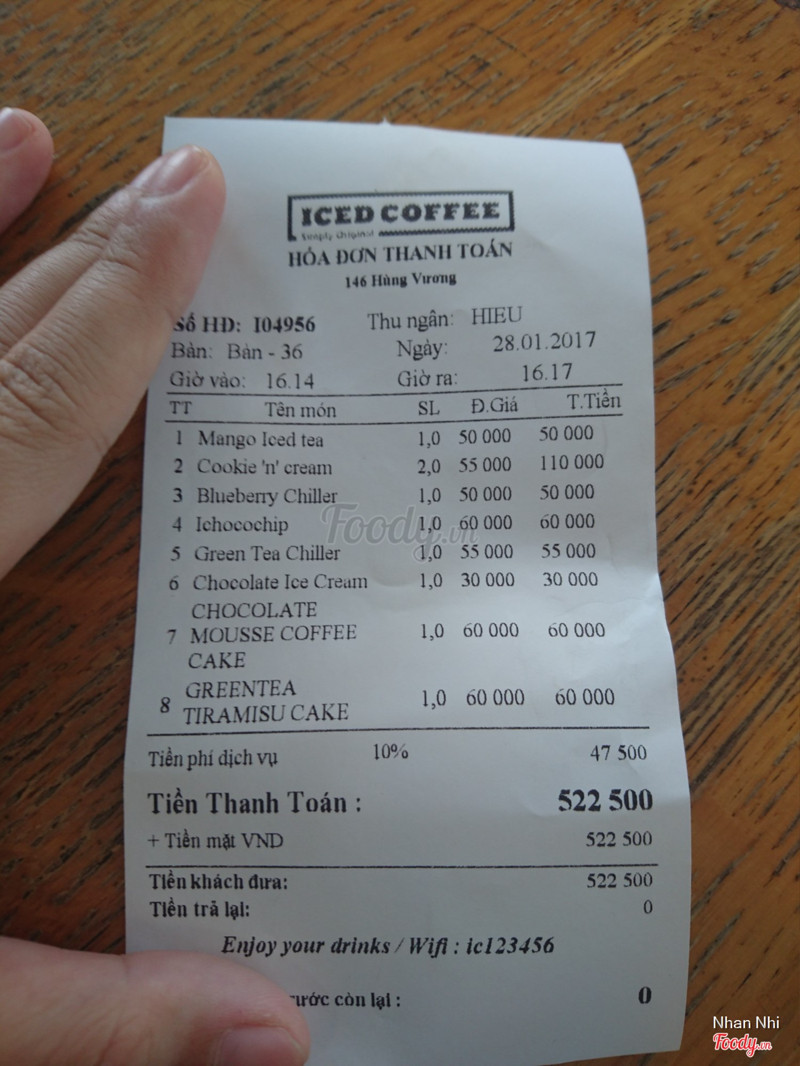 ICED COFFEE
Simply Original
HÓA ĐƠN THANH TOÁN
146 Hùng Vương
Số HĐ: I04956 Thu ngân: HIEU
Bàn: Bàn - 36 Ngày: 28.01.2017
Giờ vào: 16.14 Giờ ra: 16.17
TT Tên món SL Đ.Giá T.Tiền
1 Mango Iced tea 1,0 50 000 50 000
2 Cookie 'n' cream 2,0 55 000 110 000
3 Blueberry Chiller 1,0 50 000 50 000
4 Ichocochip 1,0 60 000 60 000
Foody.vn
5 Green Tea Chiller 1,0 55 000 55 000
6 Chocolate Ice Cream 1,0 30 000 30 000
CHOCOLATE
7 MOUSSE COFFEE 1,0 60 000 60 000
CAKE
GREENTEA
8 TIRAMISU CAKE 1,0 60 000 60 000
Tiền phí dịch vụ 10% 47 500
Tiền Thanh Toán : 522 500
+ Tiền mặt VND 522 500
Tiền khách đưa: 522 500
Tiền trả lại: 0
Enjoy your drinks / Wifi : ic123456
còn lại : 0
Nhan Nhi
Foody.vn